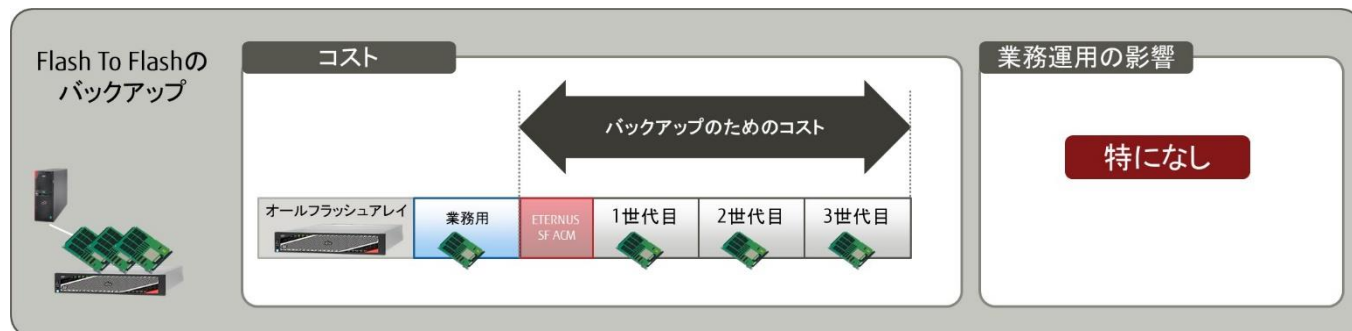 Flash To Flashの
バックアップ
コスト
バックアップのためのコスト
オールフラッシュアレイ
業務用
ETERNUS
SF ACM
1世代目
2世代目
3世代目
業務運用の影響
特になし